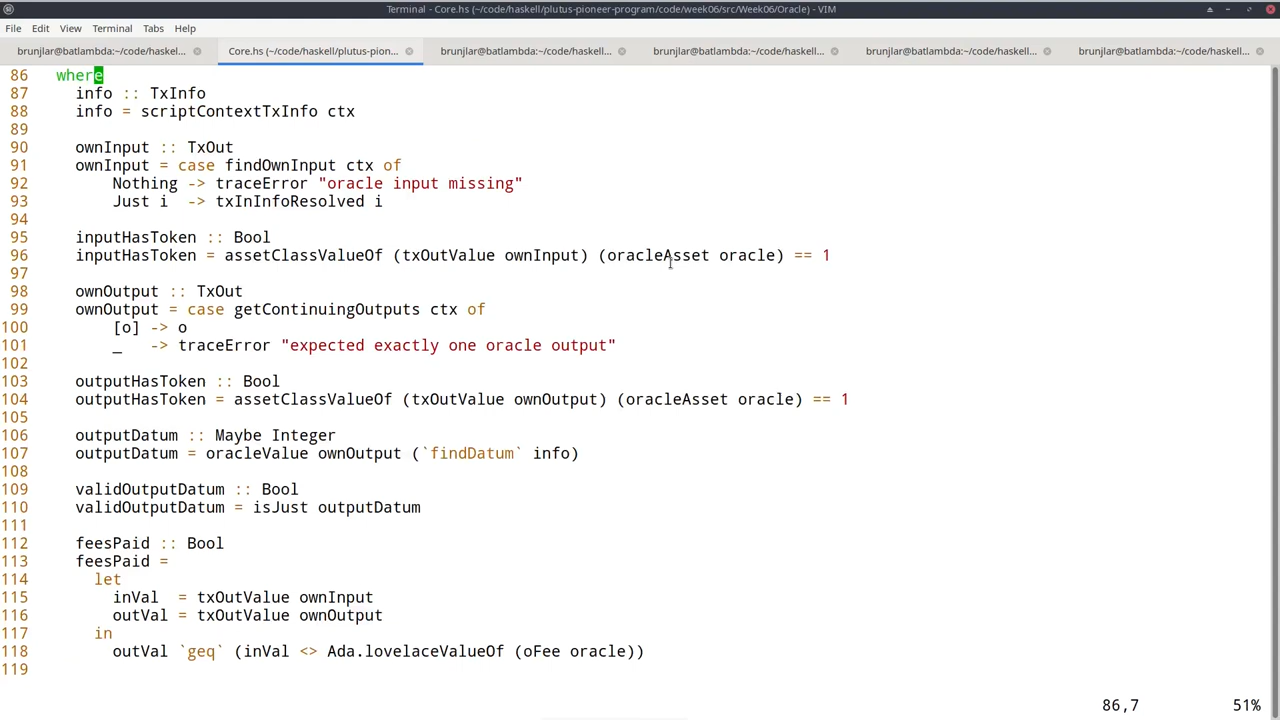 Terminal - Core.hs (~/code/haskell/plutus-pioneer-program/code/week06/src/Week06/Oracle) - VIM
File Edit View Terminal Tabs Help
brunjlar@batlambda:~/code/haskell... Core.hs (~/code/haskell/plutus-pion... brunjlar@batlambda:~/code/haskell... brunjlar@batlambda:~/code/haskell... brunjlar@batlambda:~/code/haskell... brunjlar@batlambda:~/code/haskell...
86   where
87     info :: TxInfo
88     info = scriptContextTxInfo ctx
89
90     ownInput :: TxOut
91     ownInput = case findOwnInput ctx of
92         Nothing -> traceError "oracle input missing"
93         Just i  -> txInInfoResolved i
94
95     inputHasToken :: Bool
96     inputHasToken = assetClassValueOf (txOutValue ownInput) (oracleAsset oracle) == 1
97
98     ownOutput :: TxOut
99     ownOutput = case getContinuingOutputs ctx of
100         [o] -> o
101         _   -> traceError "expected exactly one oracle output"
102
103     outputHasToken :: Bool
104     outputHasToken = assetClassValueOf (txOutValue ownOutput) (oracleAsset oracle) == 1
105
106     outputDatum :: Maybe Integer
107     outputDatum = oracleValue ownOutput (`findDatum` info)
108
109     validOutputDatum :: Bool
110     validOutputDatum = isJust outputDatum
111
112     feesPaid :: Bool
113     feesPaid =
114       let
115         inVal  = txOutValue ownInput
116         outVal = txOutValue ownOutput
117       in
118         outVal `geq` (inVal <> Ada.lovelaceValueOf (oFee oracle))
119
86,7 51%